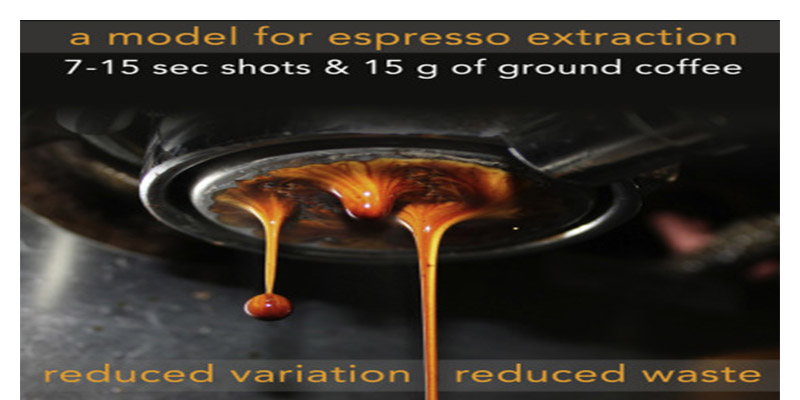 a model for espresso extraction
7-15 sec shots & 15 g of ground coffee
reduced variation reduced waste